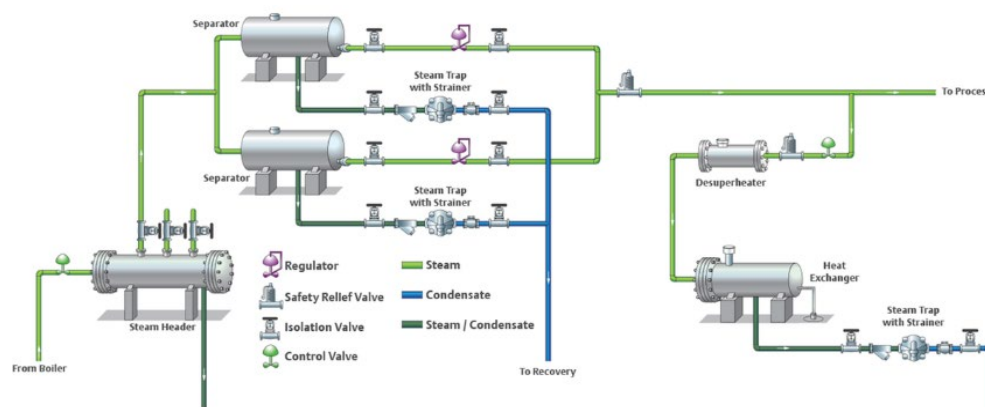 Separator
Steam Trap
with Strainer
To Proces
Separator
Desuperheater
Steam Trap
with Strainer
Regulator
Steam
Safety Relief Valve
Condensate
Isolation Valve
Steam / Condensate
Control Valve
Steam Header
Heat
Exchanger
Steam Trap
with Strainer
From Boiler
To Recovery